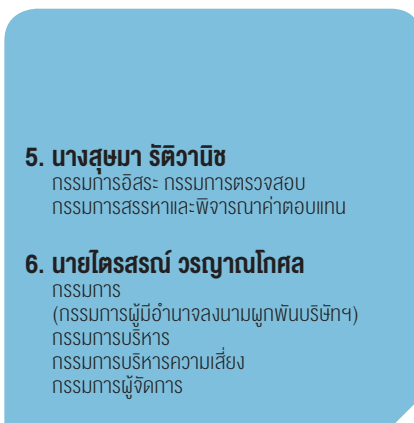 5. นางสุษมา รัติวานิช
กรรมการอิสระ กรรมการตรวจสอบ
กรรมการสรรหาและพิจารณาค่าตอบแทน
6. นายไตรสรณ์ วรญาณโกศล
กรรมการ
(กรรมการผู้มีอำนาจลงนามผูกพันบริษัทฯ)
กรรมการบริหาร
กรรมการบริหารความเสี่ยง
กรรมการผู้จัดการ